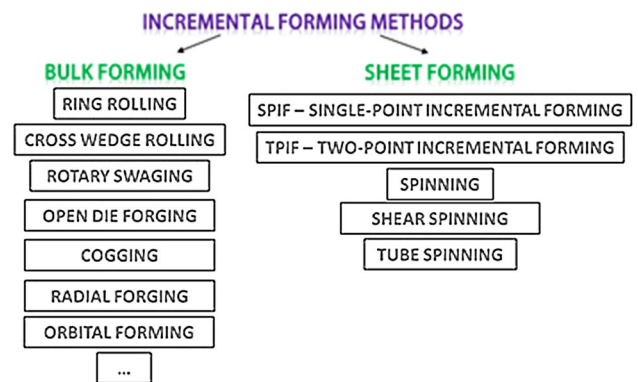 INCREMENTAL FORMING METHODS
BULK FORMING
RING ROLLING
CROSS WEDGE ROLLING
ROTARY SWAGING
OPEN DIE FORGING
COGGING
RADIAL FORGING
ORBITAL FORMING
...
SHEET FORMING
SPIF – SINGLE-POINT INCREMENTAL FORMING
TPIF – TWO-POINT INCREMENTAL FORMING
SPINNING
SHEAR SPINNING
TUBE SPINNING